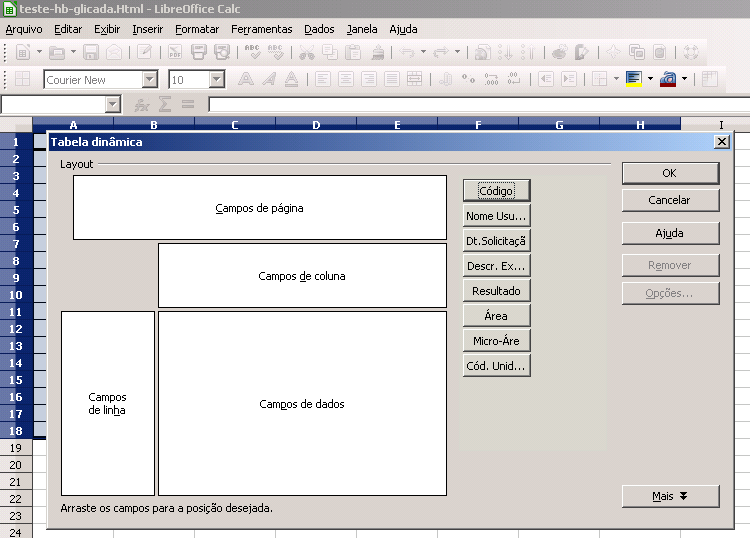 teste-hb-glicada.Html - LibreOffice Calc
Arquivo Editar Exibir Inserir Formatar Ferramentas Dados Janela Ajuda
Courier New 10
A B C D E F G H I
Tabela dinâmica
Layout
Campos de página
Campos de coluna
Campos
de linha
Campos de dados
Código
Nome Usu...
Dt.Solicitaçã
Descr. Ex...
Resultado
Área
Micro-Áre
Cód. Unid...
OK
Cancelar
Ajuda
Remover
Opções...
Mais
Arraste os campos para a posição desejada.
1
2
3
4
5
6
7
8
9
10
11
12
13
14
15
16
17
18
19
20
21
22
23
24